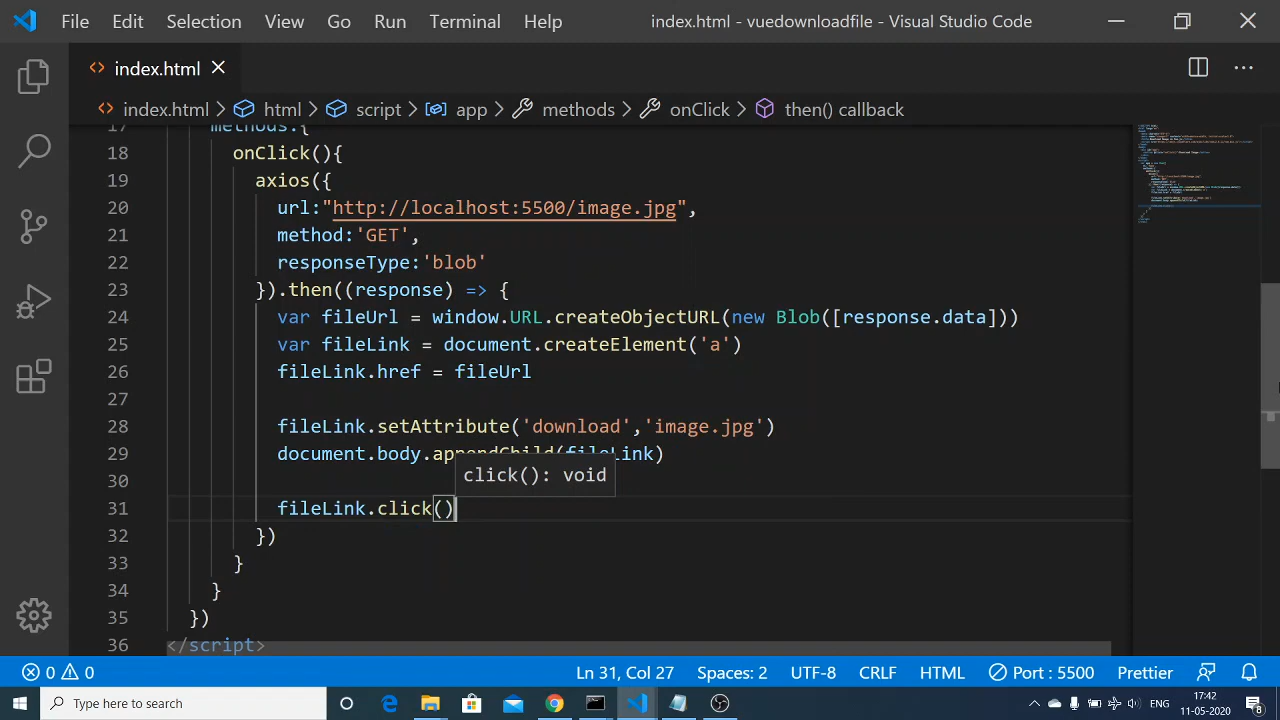 File Edit Selection View Go Run Terminal Help index.html - vuedownloadfile - Visual Studio Code
index.html
index.html > html > script > app > methods > onClick > then() callback
17 methods:{
18 onClick(){
19 axios({
20 url:"http://localhost:5500/image.jpg",
21 method:'GET',
22 responseType:'blob'
23 }).then((response) => {
24 var fileUrl = window.URL.createObjectURL(new Blob([response.data]))
25 var fileLink = document.createElement('a')
26 fileLink.href = fileUrl
27
28 fileLink.setAttribute('download','image.jpg')
29 document.body.appendChild(fileLink)
click(): void
30
31 fileLink.click()
32 })
33 }
34 }
35 })
36 </script>
0 0 Ln 31, Col 27 Spaces: 2 UTF-8 CRLF HTML Port : 5500 Prettier
Type here to search ENG 17:42
11-05-2020